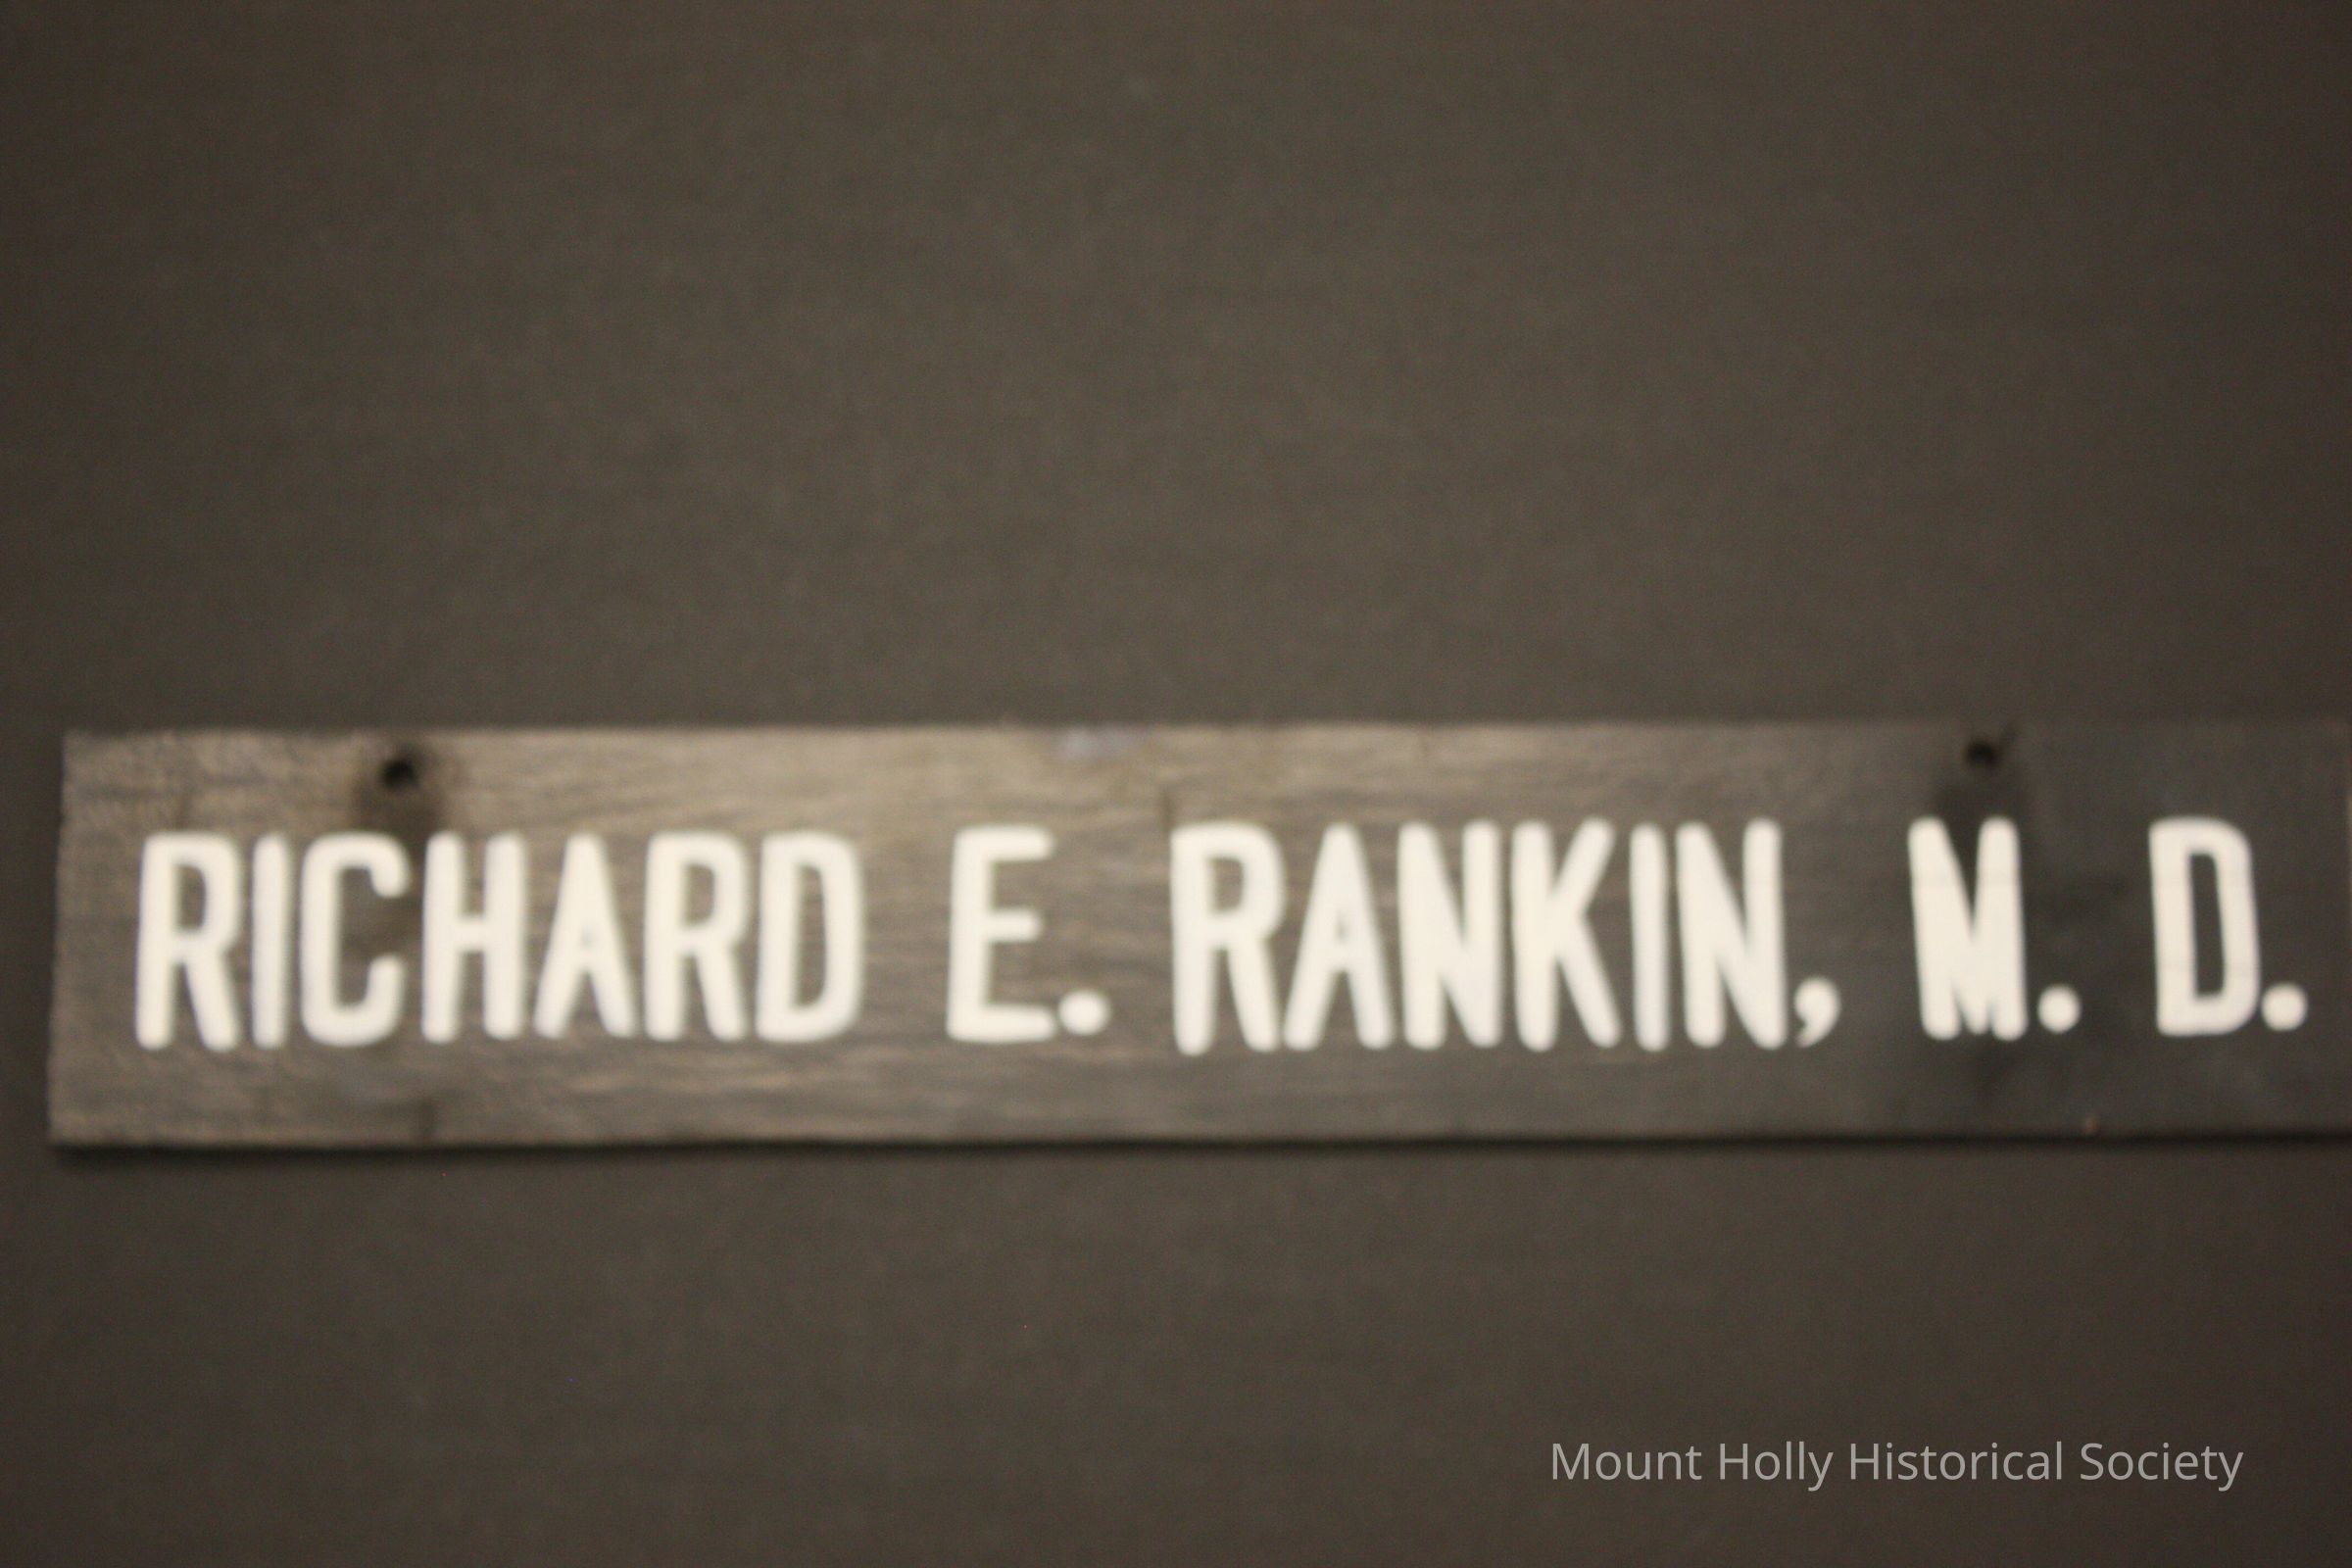 RICHARD E. RANKIN, M. D.
Mount Holly Historical Society